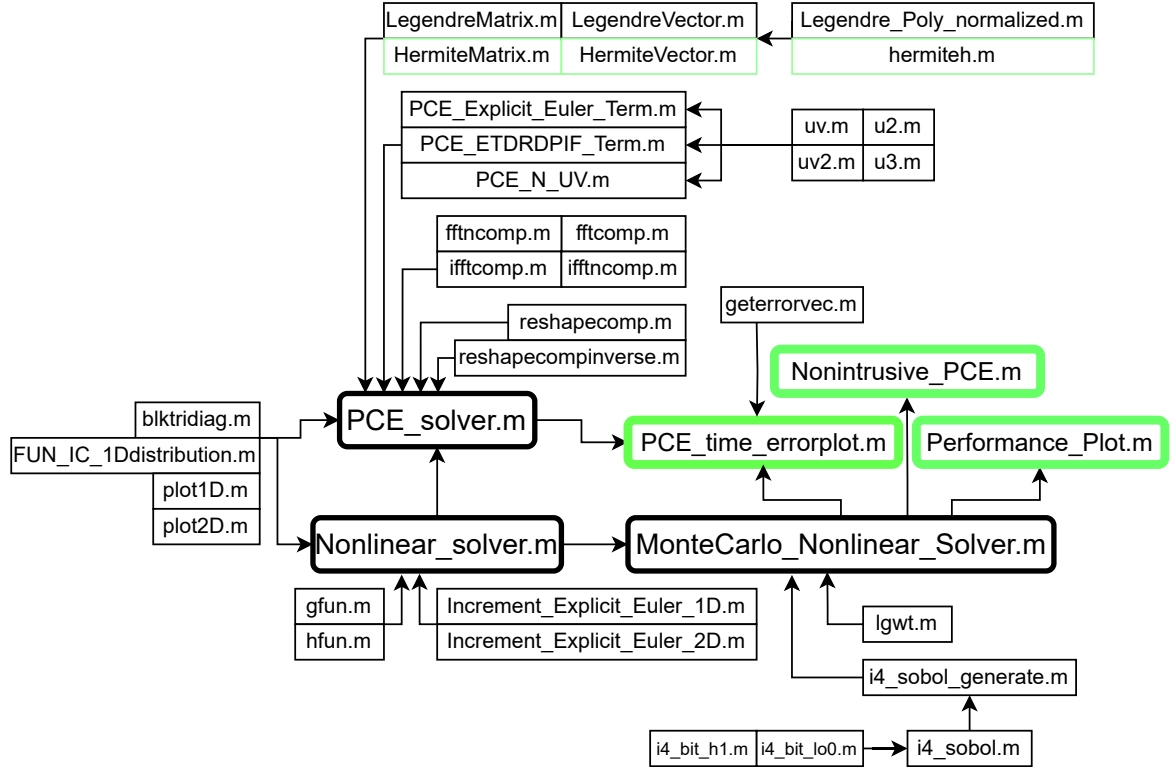 LegendreMatrix.m LegendreVector.m Legendre_Poly_normalized.m
HermiteMatrix.m HermiteVector.m hermiteh.m
PCE_Explicit_Euler_Term.m
PCE_ETDRDPIF_Term.m
PCE_N_UV.m
uv.m u2.m
uv2.m u3.m
fftncomp.m fftcomp.m
ifftcomp.m ifftncomp.m
reshapecomp.m
reshapecompinverse.m
geterrorvec.m
Nonintrusive_PCE.m
blktridiag.m
FUN_IC_1Ddistribution.m
plot1D.m
plot2D.m
PCE_solver.m
PCE_time_errorplot.m
Performance_Plot.m
Nonlinear_solver.m
MonteCarlo_Nonlinear_Solver.m
gfun.m
hfun.m
Increment_Explicit_Euler_1D.m
Increment_Explicit_Euler_2D.m
lgwt.m
i4_sobol_generate.m
i4_bit_h1.m i4_bit_lo0.m i4_sobol.m